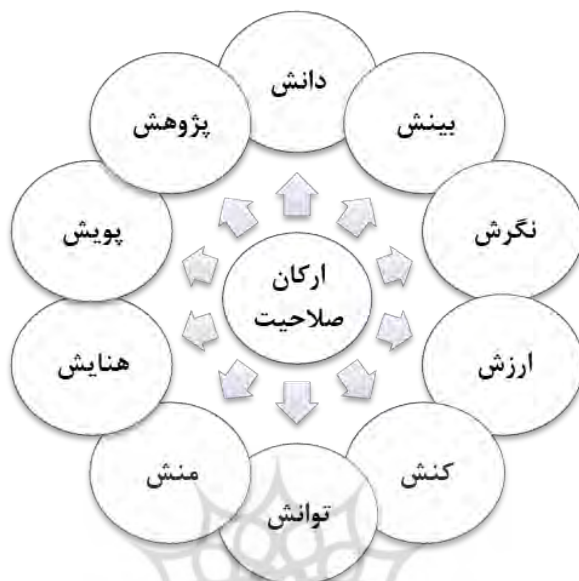 دانش
بینش
نگرش
ارزش
کنش
توانش
منش
هنایش
پویش
پژوهش
ارکان
صلاحیت